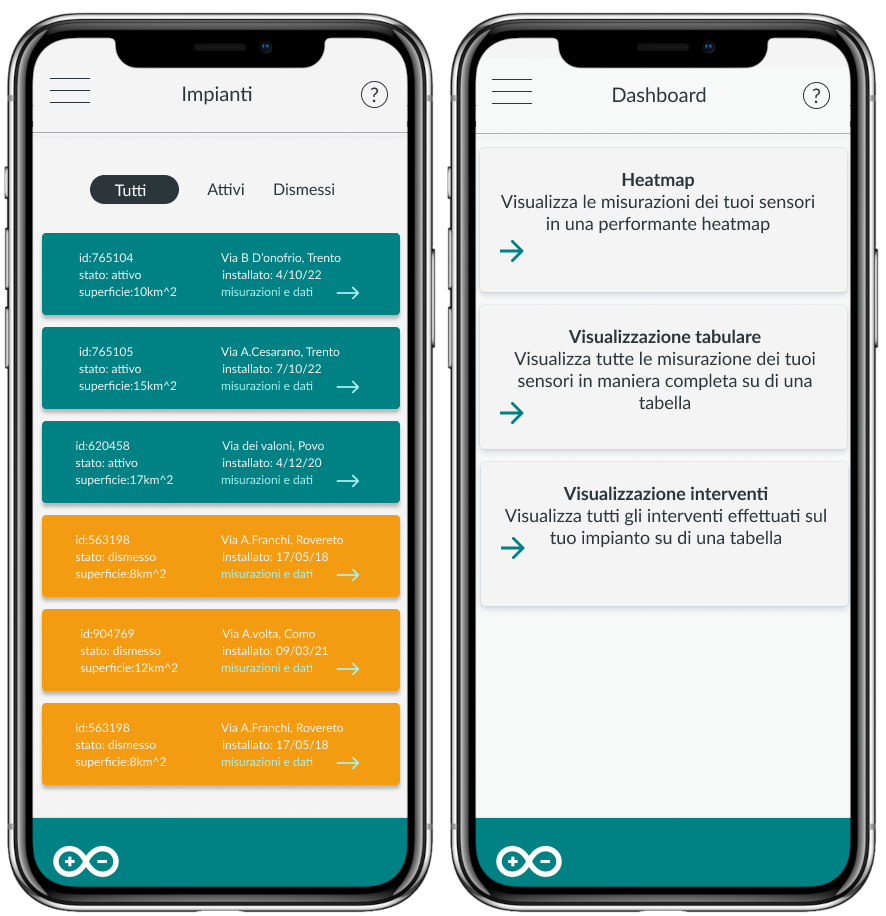 Impianti
?
Tutti Attivi Dismessi
id:765104
stato: attivo
superficie:10km^2
Via B D'onofrio, Trento
installato: 4/10/22
misurazioni e dati
id:765105
stato: attivo
superficie:15km^2
Via A.Cesarano, Trento
installato: 7/10/22
misurazioni e dati
id:620458
stato: attivo
superficie:17km^2
Via dei valoni, Povo
installato: 4/12/20
misurazioni e dati
id:563198
stato: dismesso
superficie:8km^2
Via A.Franchi, Rovereto
installato: 17/05/18
misurazioni e dati
id:904769
stato: dismesso
superficie:12km^2
Via A.volta, Como
installato: 09/03/21
misurazioni e dati
id:563198
stato: dismesso
superficie:8km^2
Via A.Franchi, Rovereto
installato: 17/05/18
misurazioni e dati
Dashboard
?
Heatmap
Visualizza le misurazioni dei tuoi sensori
in una performante heatmap
Visualizzazione tabulare
Visualizza tutte le misurazione dei tuoi
sensori in maniera completa su di una
tabella
Visualizzazione interventi
Visualizza tutti gli interventi effettuati sul
tuo impianto su di una tabella